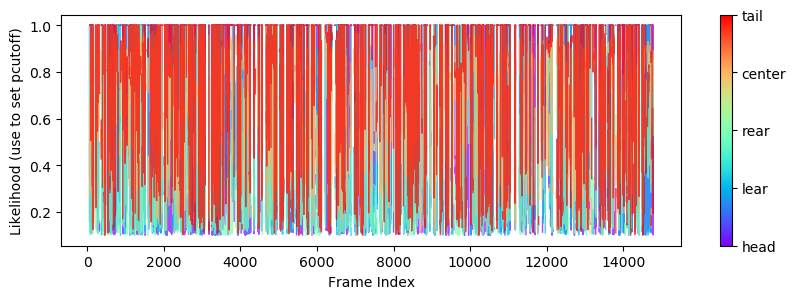 Likelihood (use to set pcutoff)
1.0
0.8
0.6
0.4
0.2
0
2000
4000
6000
8000
10000
12000
14000
Frame Index
tail
center
rear
lear
head